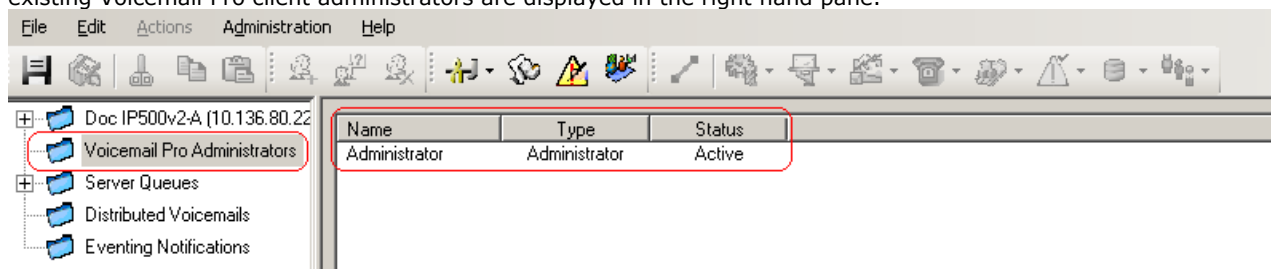 existing Voicemail Pro client administrators are displayed in the right hand pane.
File Edit Actions Administration Help
Doc IP500v2-A (10.136.80.22
Voicemail Pro Administrators
Server Queues
Distributed Voicemails
Eventing Notifications
Name Type Status
Administrator Administrator Active